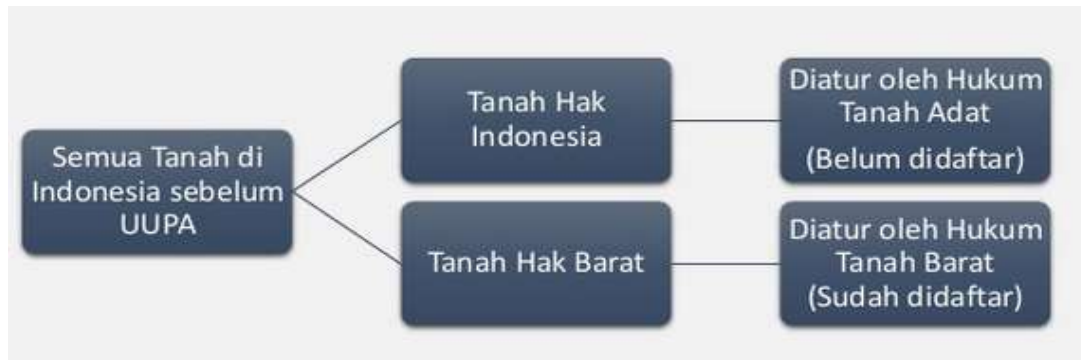 Semua Tanah di
Indonesia sebelum
UUPA
Tanah Hak
Indonesia
Diatur oleh Hukum
Tanah Adat
(Belum didaftar)
Tanah Hak Barat
Diatur oleh Hukum
Tanah Barat
(Sudah didaftar)